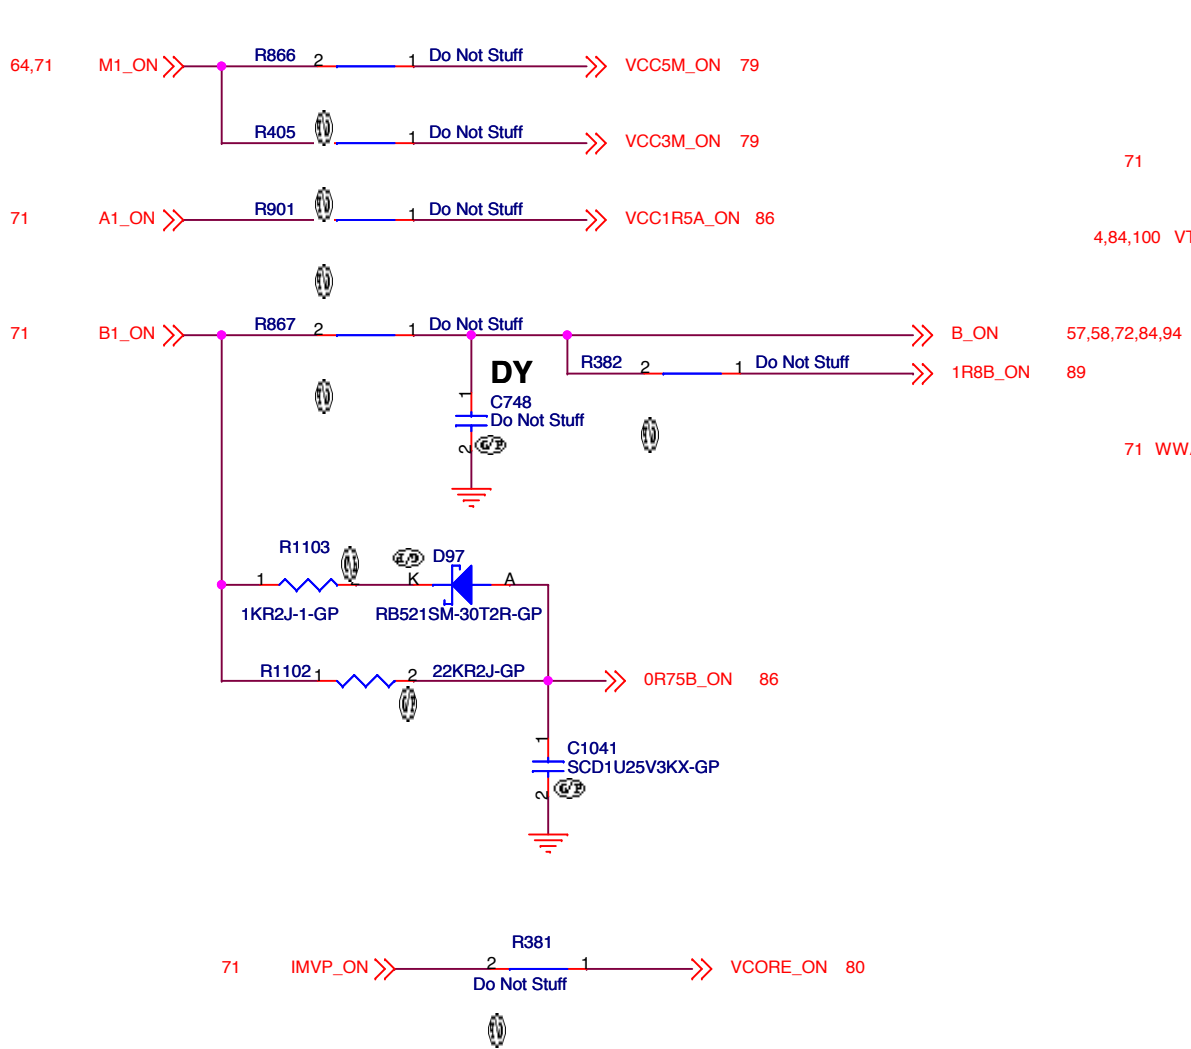 64,71 M1_ON R866 2 1 Do Not Stuff VCC5M_ON 79
R405 1 Do Not Stuff VCC3M_ON 79
71
71 A1_ON R901 1 Do Not Stuff VCC1R5A_ON 86
4,84,100
71 B1_ON R867 2 1 Do Not Stuff B_ON 57,58,72,84,94
R382 2 1 Do Not Stuff 1R8B_ON 89
DY
1 C748
Do Not Stuff
2 G/P
71
R1103 D97
1 K A
1KR2J-1-GP RB521SM-30T2R-GP
R1102 1 2 22KR2J-GP 0R75B_ON 86
1 C1041
SCD1U25V3KX-GP
2 G/P
R381
71 IMVP_ON 2 1 VCORE_ON 80
Do Not Stuff